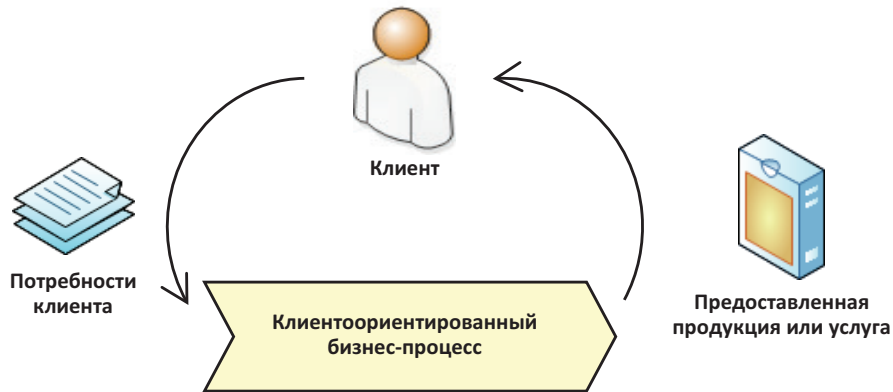 Клиент
Потребности
клиента
Клиентоориентированный
бизнес-процесс
Предоставленная
продукция или услуга